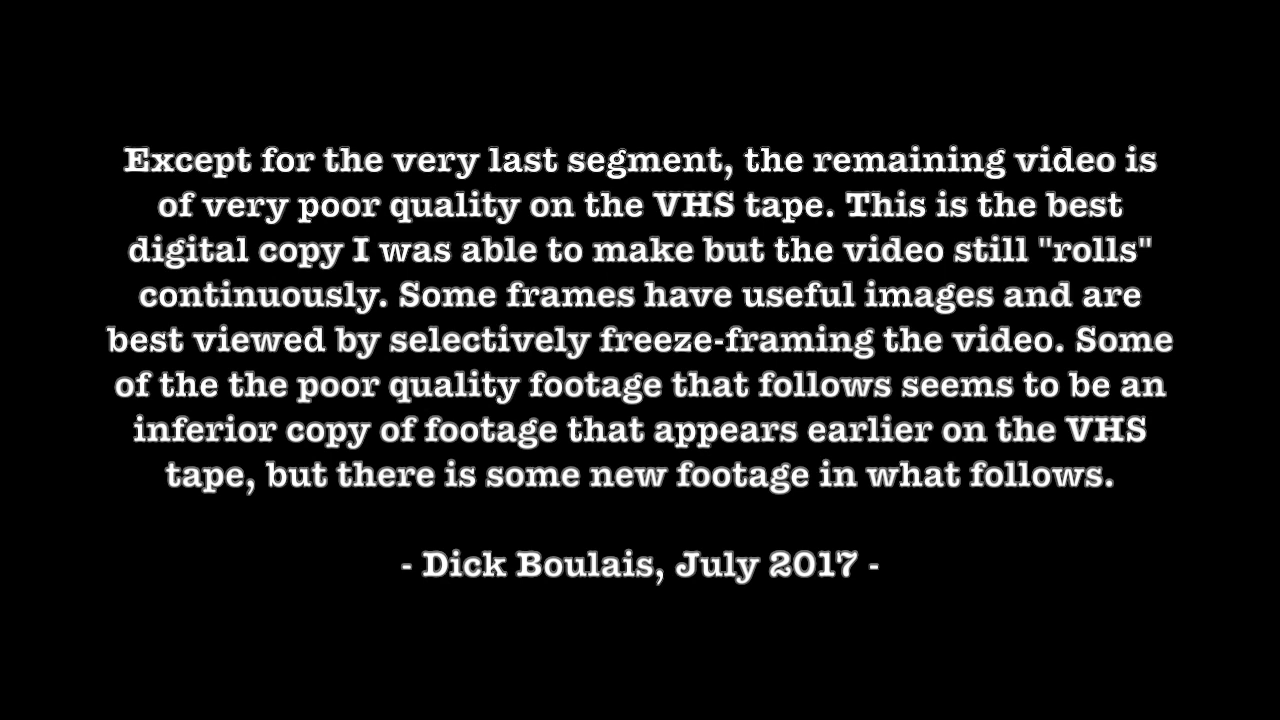 Except for the very last segment, the remaining video is
of very poor quality on the VHS tape. This is the best
digital copy I was able to make but the video still "rolls"
continuously. Some frames have useful images and are
best viewed by selectively freeze-framing the video. Some
of the the poor quality footage that follows seems to be an
inferior copy of footage that appears earlier on the VHS
tape, but there is some new footage in what follows.
- Dick Boulais, July 2017 -